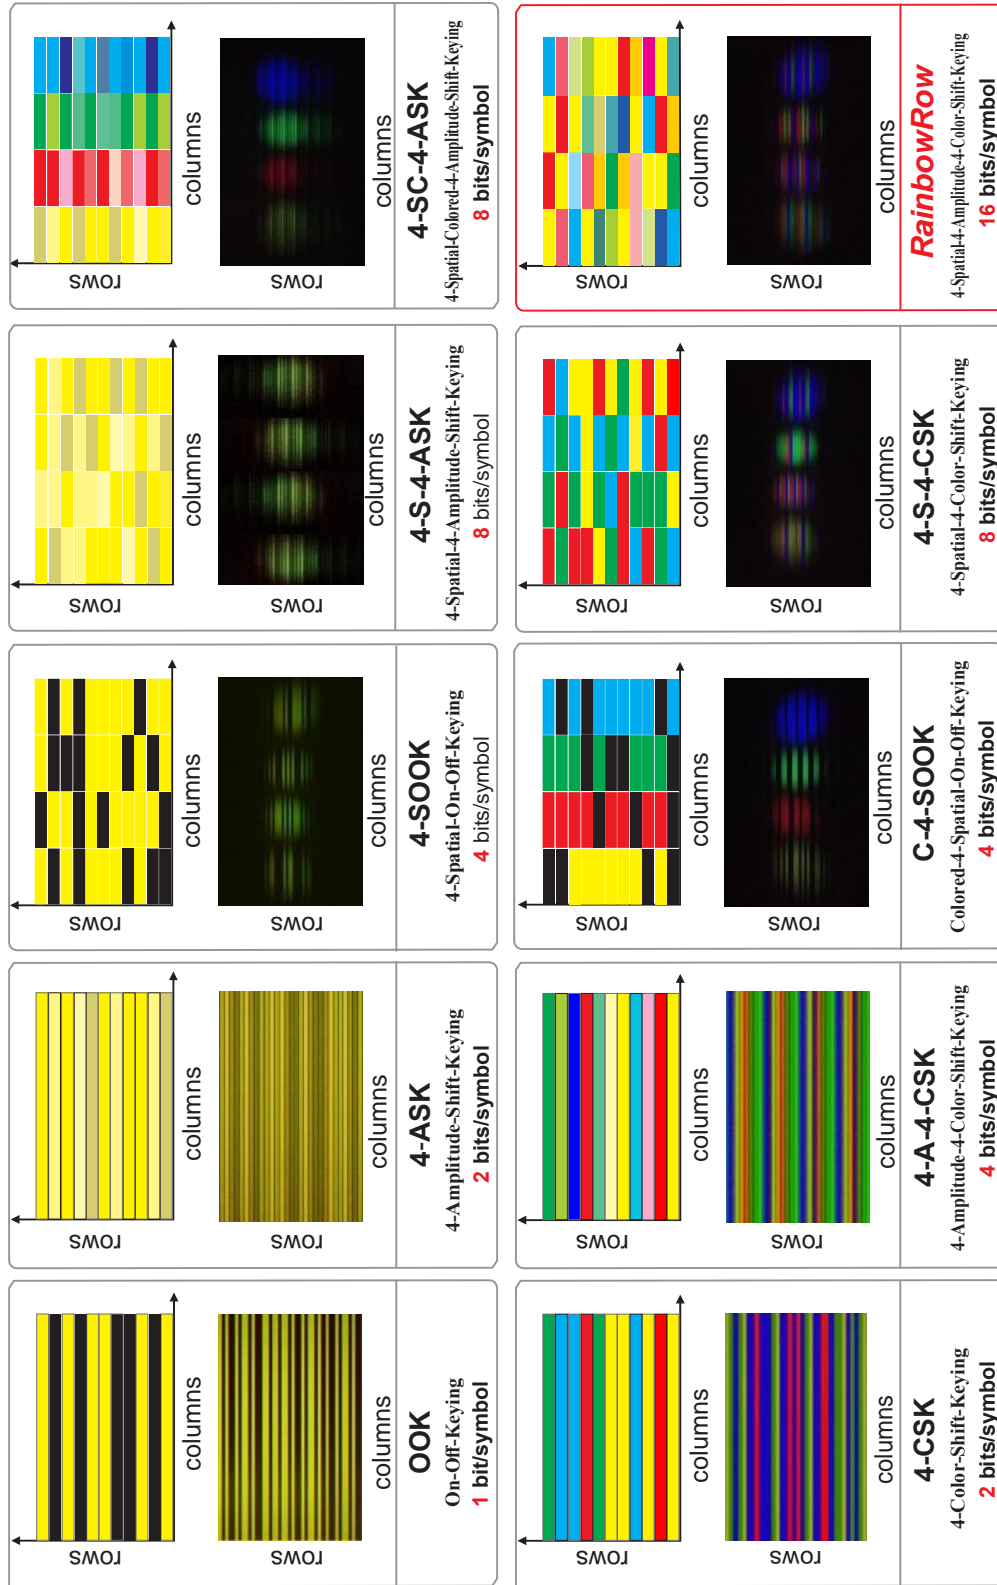 rows
columns
rows
columns
OOK
On-Off-Keying
1 bit/symbol
rows
columns
rows
columns
4-ASK
4-Amplitude-Shift-Keying
2 bits/symbol
rows
columns
rows
columns
4-SOOK
4-Spatial-On-Off-Keying
4 bits/symbol
rows
columns
rows
columns
4-S-4-ASK
4-Spatial-4-Amplitude-Shift-Keying
8 bits/symbol
rows
columns
rows
columns
4-SC-4-ASK
4-Spatial-Colored-4-Amplitude-Shift-Keying
8 bits/symbol
rows
columns
rows
columns
4-CSK
4-Color-Shift-Keying
2 bits/symbol
rows
columns
rows
columns
4-A-4-CSK
4-Amplitude-4-Color-Shift-Keying
4 bits/symbol
rows
columns
rows
columns
C-4-SOOK
Colored-4-Spatial-On-Off-Keying
4 bits/symbol
rows
columns
rows
columns
4-S-4-CSK
4-Spatial-4-Color-Shift-Keying
8 bits/symbol
rows
columns
rows
columns
RainbowRow
4-Spatial-4-Amplitude-4-Color-Shift-Keying
16 bits/symbol